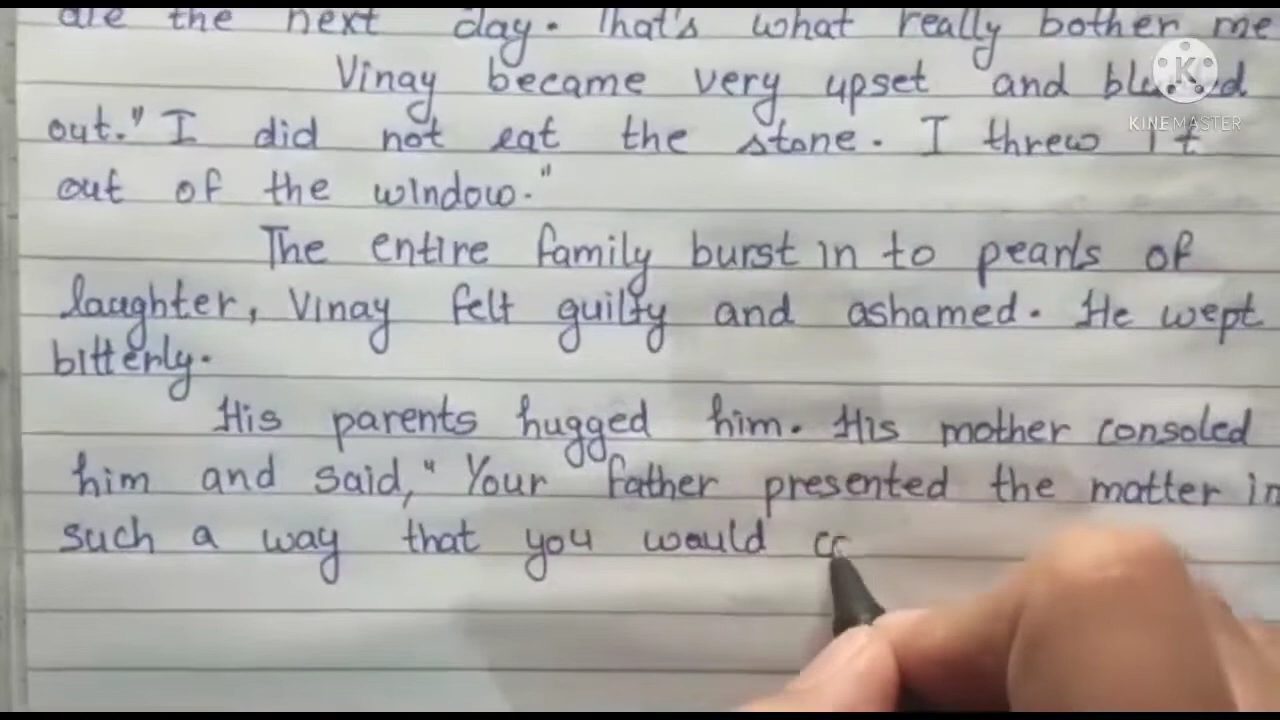 die the next day. That's what really bother me
Vinay became very upset and
out." I did not eat the stone. I threw it
out of the window."
The entire family burst in to pearls of
laughter, Vinay felt guilty and ashamed. He wept
bitterly.
His parents hugged him. His mother consoled
him and said, "Your father presented the matter in
such a way that you would
KINEMASTER